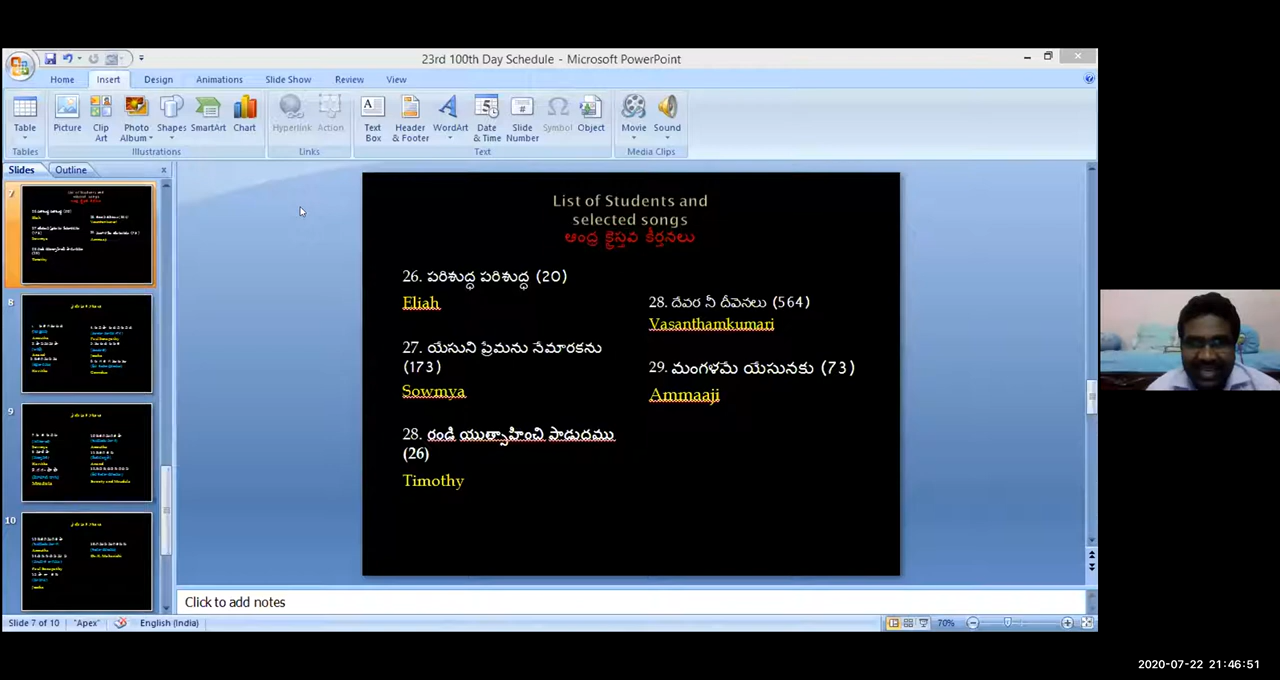 23rd 100th Day Schedule - Microsoft PowerPoint
Home Insert Design Animations Slide Show Review View
Table Picture Clip Art Photo Album Shapes SmartArt Chart Hyperlink Action Text Box Header & Footer WordArt Date & Time Slide Number Symbol Object Movie Sound
Tables Illustrations Links Text Media Clips
Slides Outline x
7
8
9
10
List of Students and
selected songs
ఆంధ్ర క్రైస్తవ కీర్తనలు
26. పరిశుద్ధ పరిశుద్ధ (20)
Eliah
27. యేసుని ప్రేమను నేమారకను
(173)
Sowmya
28. రండి యుత్సాహించి పాడుదము
(26)
Timothy
28. దేవర నీ దీవెనలు (564)
Vasanthamkumari
29. మంగళమే యేసునకు (73)
Ammaaji
Click to add notes
Slide 7 of 10 "Apex" English (India) 70%
2020-07-22 21:46:51